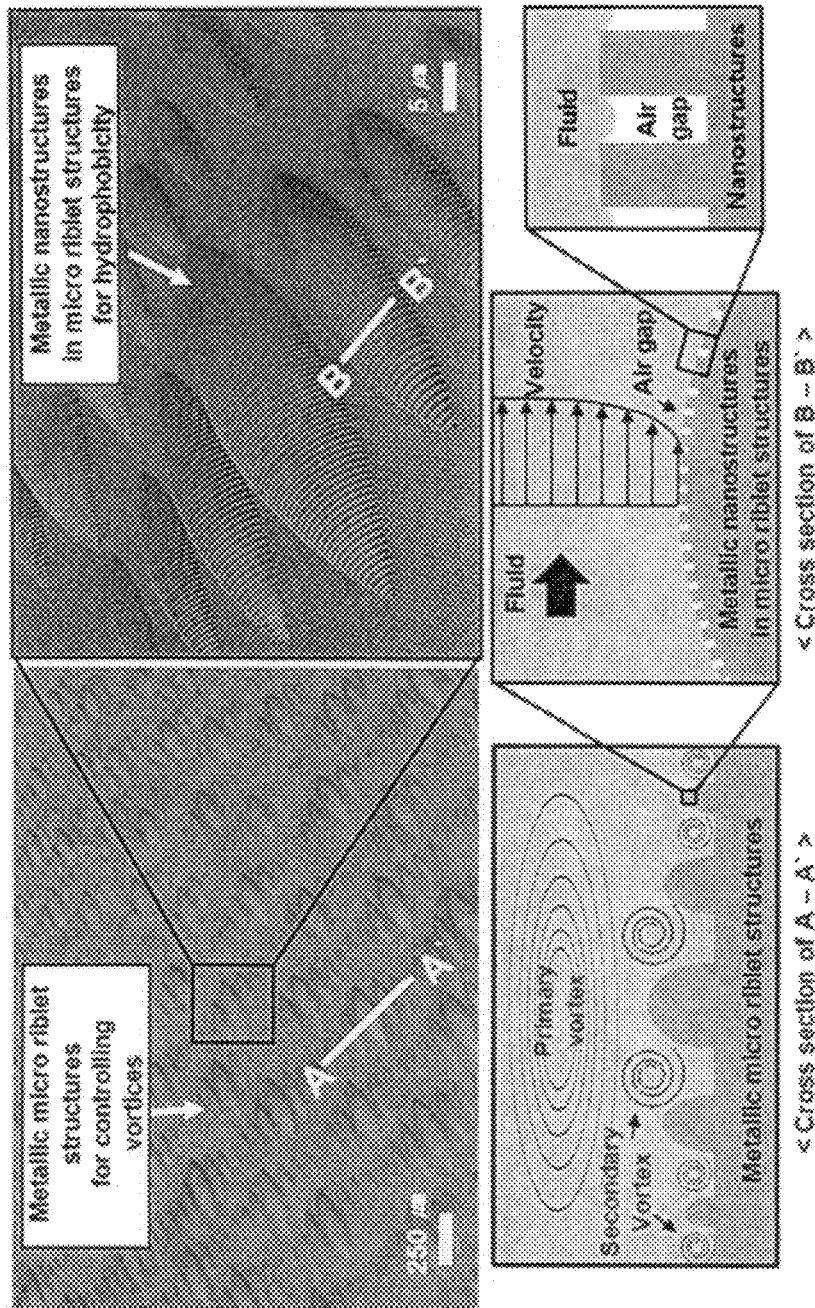 Metallic micro riblet
structures
for controlling
vortices
A
A`
250 ㎛
Metallic nanostructures
in micro riblet structures
for hydrophobicity
B
B`
5 ㎛
Primary
vortex
Secondary
Vortex
Metallic micro riblet structures
< Cross section of A – A` >
Fluid
Velocity
Air gap
Metallic nanostructures
in micro riblet structures
< Cross section of B – B` >
Fluid
Air
gap
Nanostructures